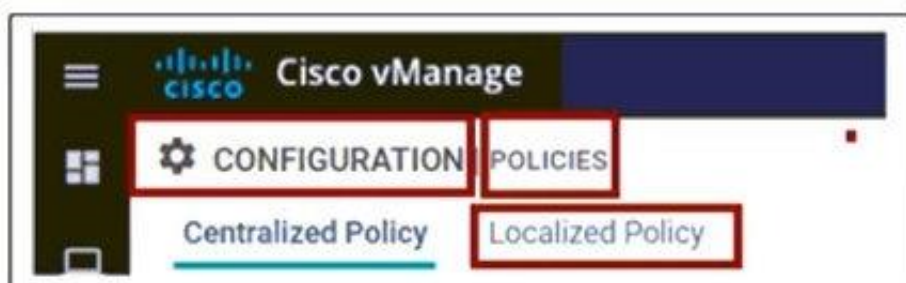 CISCO Cisco vManage
CONFIGURATION | POLICIES
Centralized Policy Localized Policy